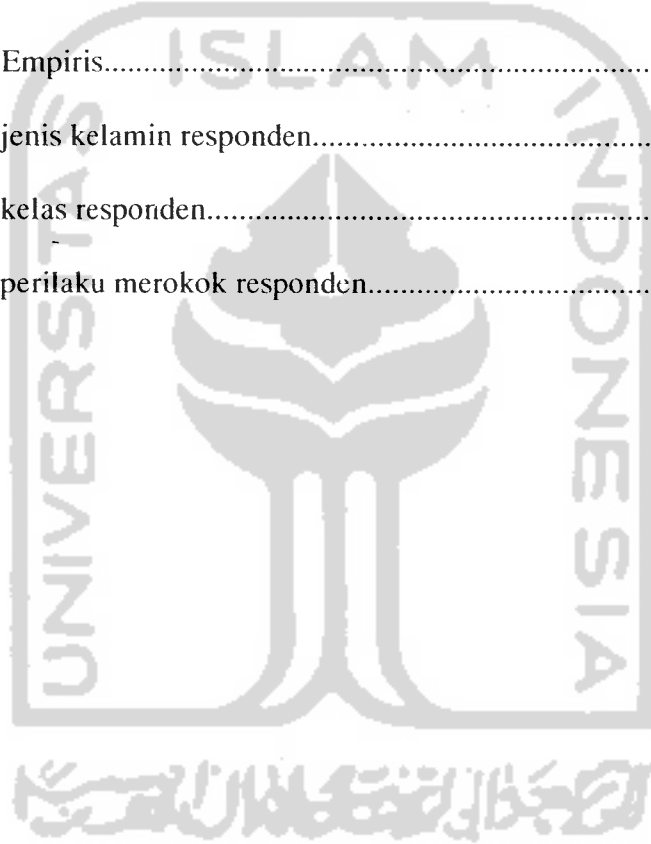 ISLAM
UNIVERSITAS
INDONESIA
Empiris......................................................................
jenis kelamin responden..........................................
kelas responden........................................................
perilaku merokok responden...................................